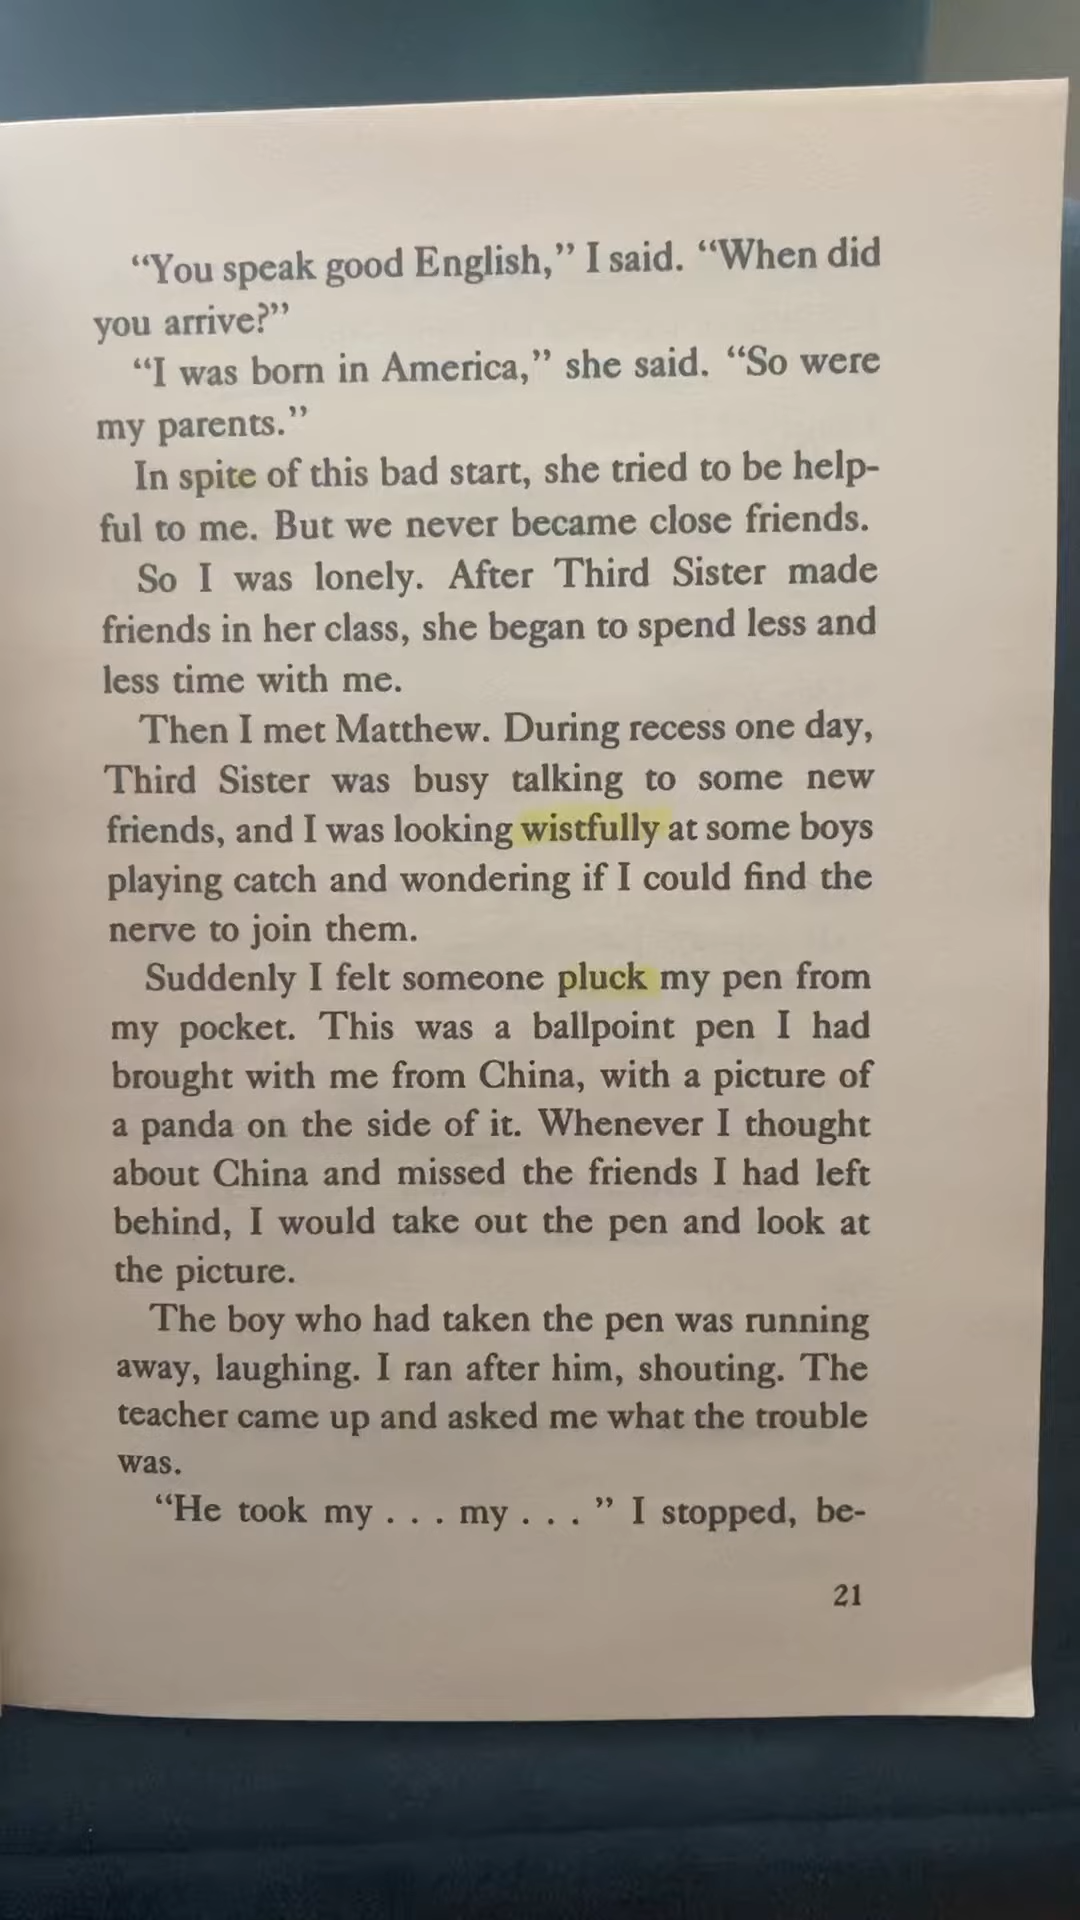 “You speak good English,” I said. “When did
you arrive?”
“I was born in America,” she said. “So were
my parents.”
In spite of this bad start, she tried to be help-
ful to me. But we never became close friends.
So I was lonely. After Third Sister made
friends in her class, she began to spend less and
less time with me.
Then I met Matthew. During recess one day,
Third Sister was busy talking to some new
friends, and I was looking wistfully at some boys
playing catch and wondering if I could find the
nerve to join them.
Suddenly I felt someone pluck my pen from
my pocket. This was a ballpoint pen I had
brought with me from China, with a picture of
a panda on the side of it. Whenever I thought
about China and missed the friends I had left
behind, I would take out the pen and look at
the picture.
The boy who had taken the pen was running
away, laughing. I ran after him, shouting. The
teacher came up and asked me what the trouble
was.
“He took my . . . my . . . ” I stopped, be-
21